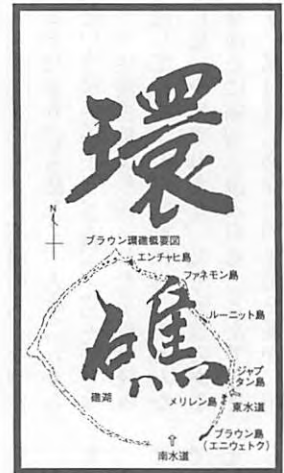 環
N
ブラウン環礁概要図
エンチャヒ島
ファネモン島
礁
ルーニット島
ジャブ
タン島
礁湖
メリレン島
東水道
ブラウン島
(エニウェトク)
南水道